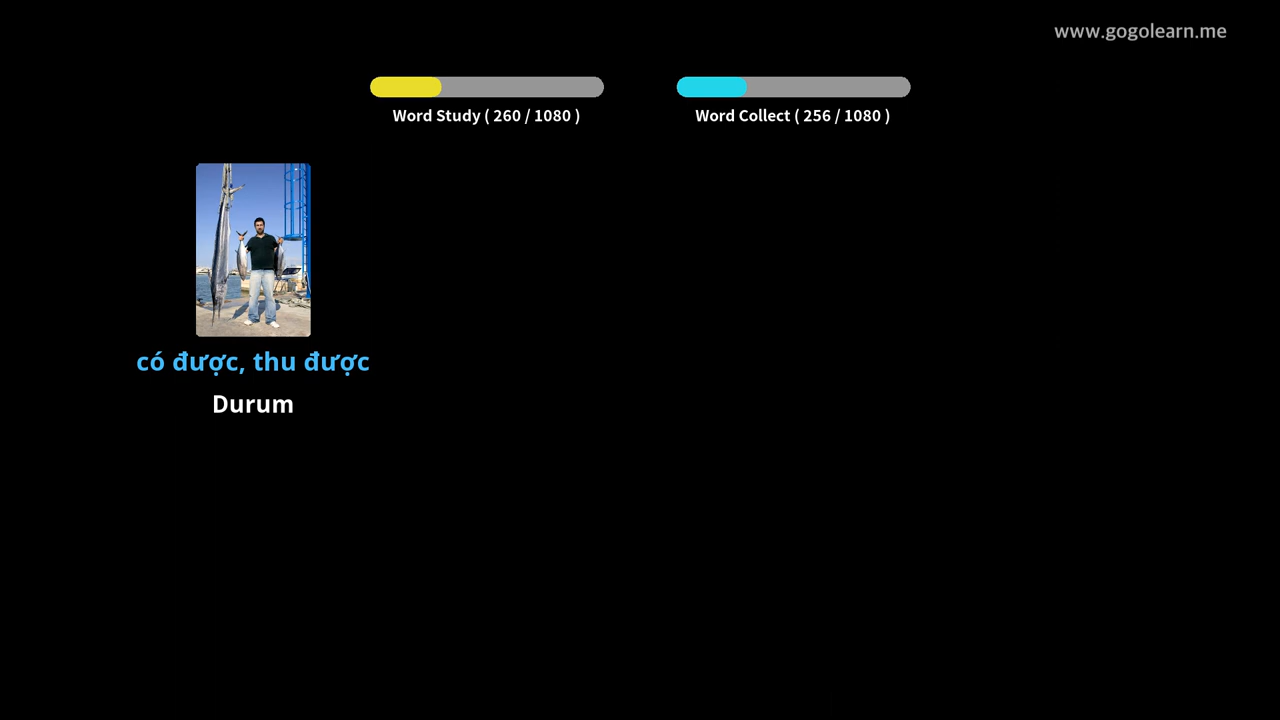 www.gogolearn.me
Word Study ( 260 / 1080 )
Word Collect ( 256 / 1080 )
có được, thu được
Durum